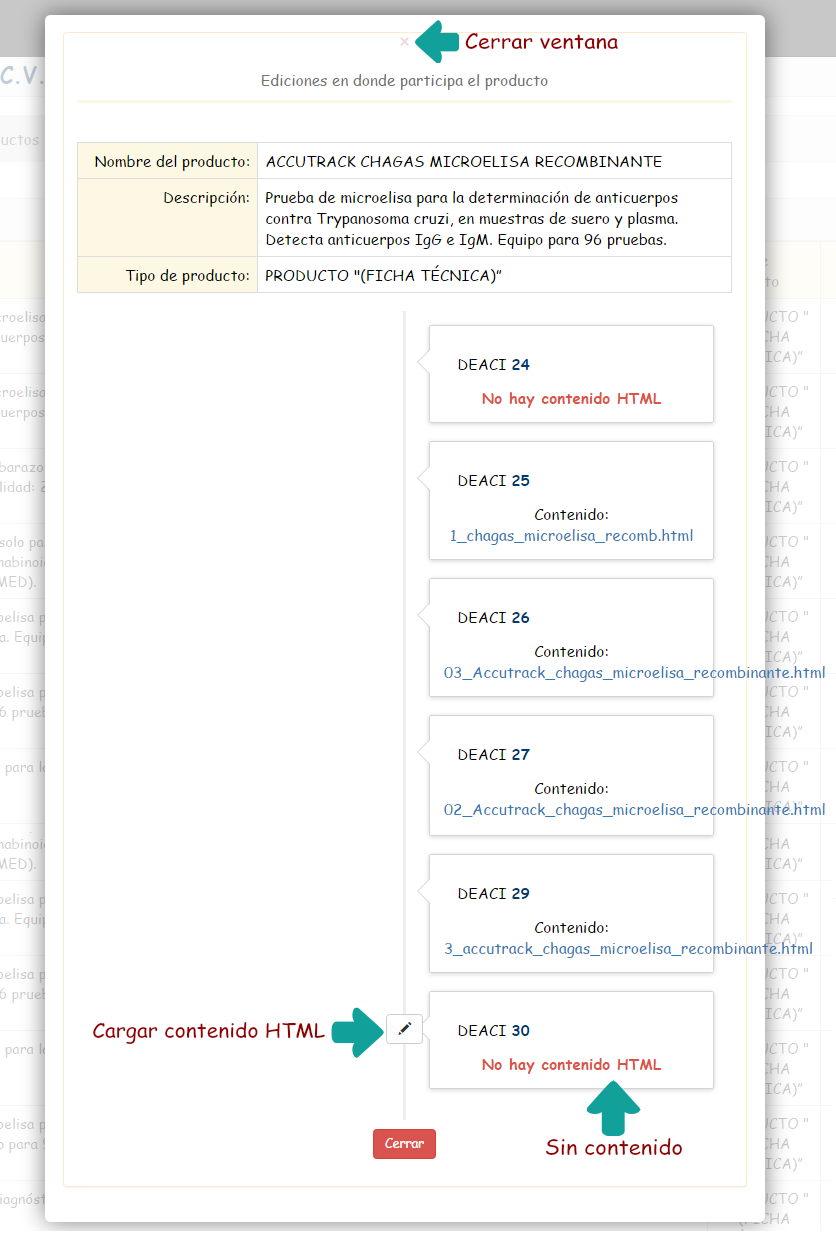 × Cerrar ventana
Ediciones en donde participa el producto
Nombre del producto: ACCUTRACK CHAGAS MICROELISA RECOMBINANTE
Descripción: Prueba de microelisa para la determinación de anticuerpos
contra Trypanosoma cruzi, en muestras de suero y plasma.
Detecta anticuerpos IgG e IgM. Equipo para 96 pruebas.
Tipo de producto: PRODUCTO "(FICHA TÉCNICA)"
DEACI 24
No hay contenido HTML
DEACI 25
Contenido:
1_chagas_microelisa_recomb.html
DEACI 26
Contenido:
03_Accutrack_chagas_microelisa_recombinante.html
DEACI 27
Contenido:
02_Accutrack_chagas_microelisa_recombinante.html
DEACI 29
Contenido:
3_accutrack_chagas_microelisa_recombinante.html
Cargar contenido HTML
DEACI 30
No hay contenido HTML
Cerrar
Sin contenido